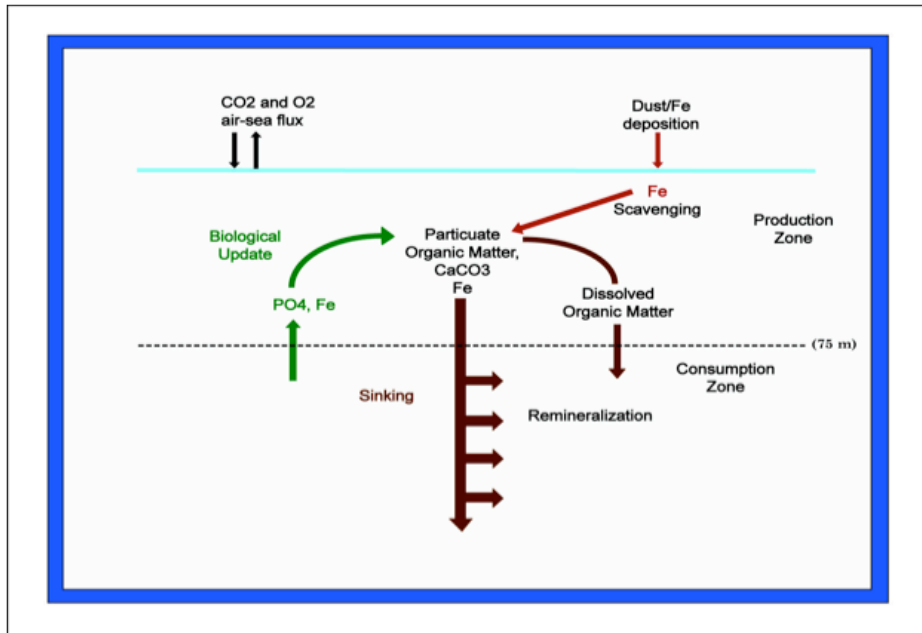 CO2 and O2
air-sea flux
Dust/Fe
deposition
Fe
Scavenging
Production
Zone
Biological
Update
Particuate
Organic Matter,
CaCO3
Fe
PO4, Fe
Dissolved
Organic Matter
(75 m)
Consumption
Zone
Sinking
Remineralization